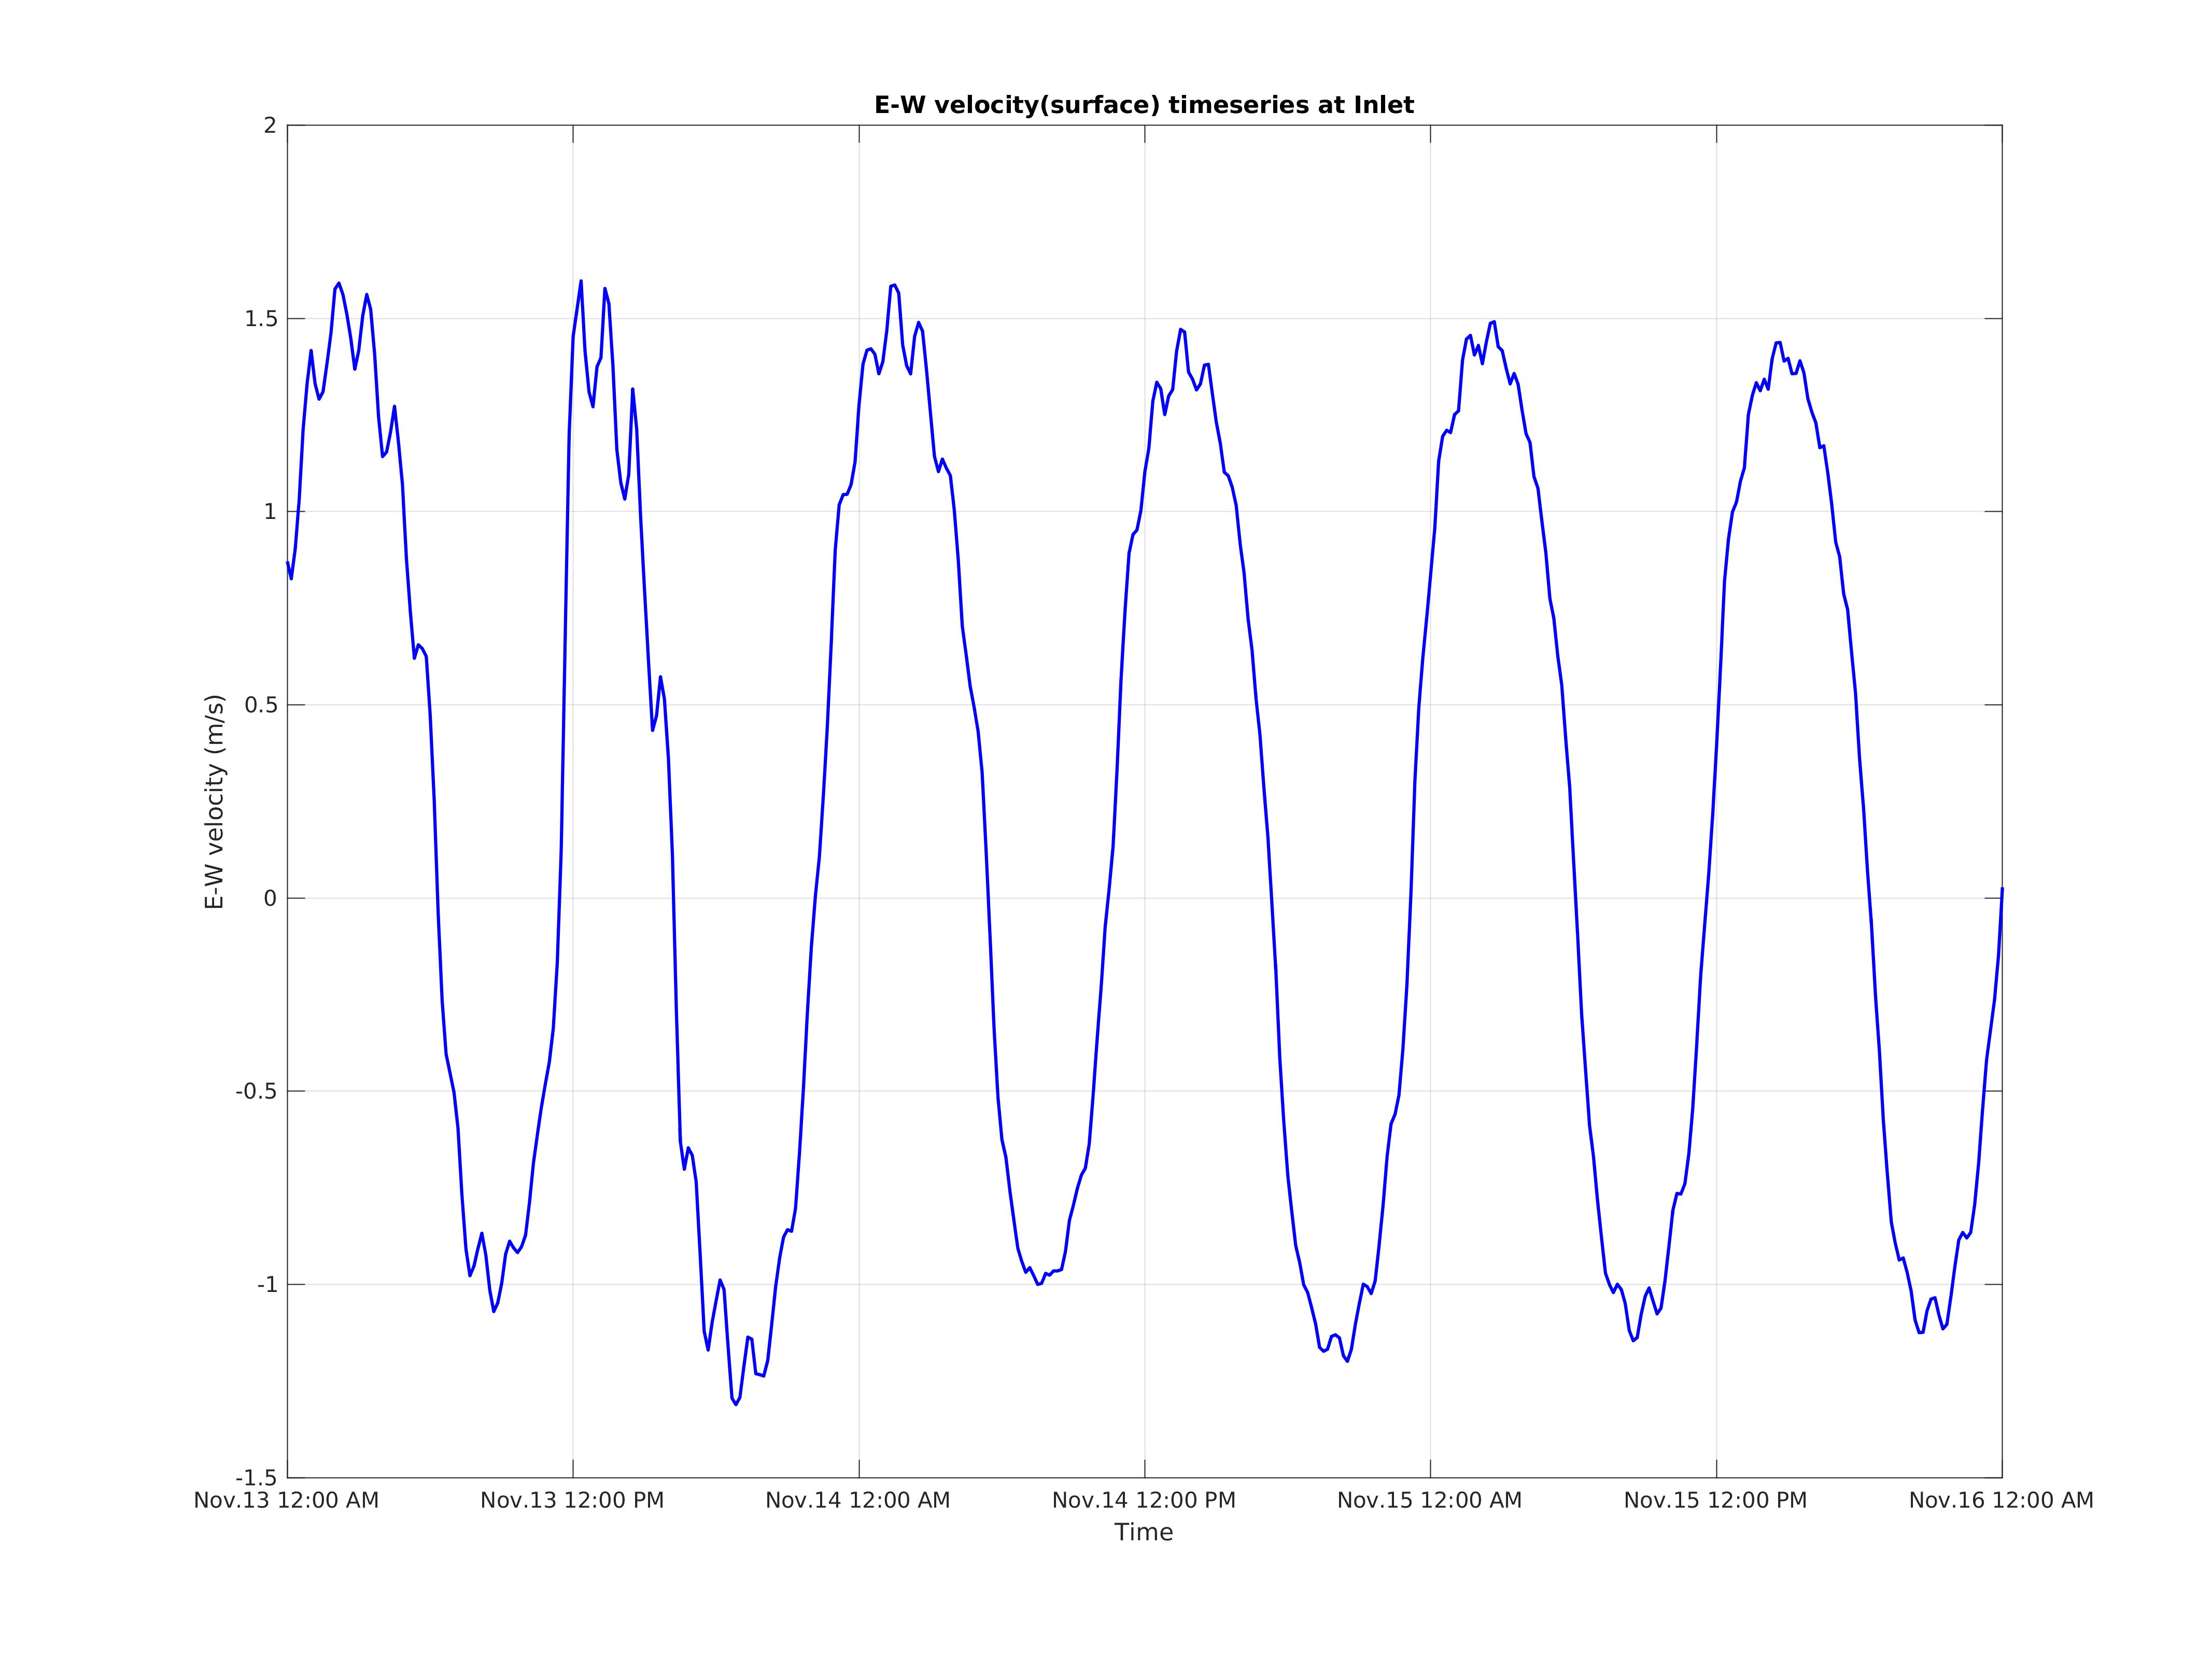 E-W velocity(surface) timeseries at Inlet
2
1.5
1
0.5
0
-0.5
-1
-1.5
E-W velocity (m/s)
Nov.13 12:00 AM Nov.13 12:00 PM Nov.14 12:00 AM Nov.14 12:00 PM Nov.15 12:00 AM Nov.15 12:00 PM Nov.16 12:00 AM
Time